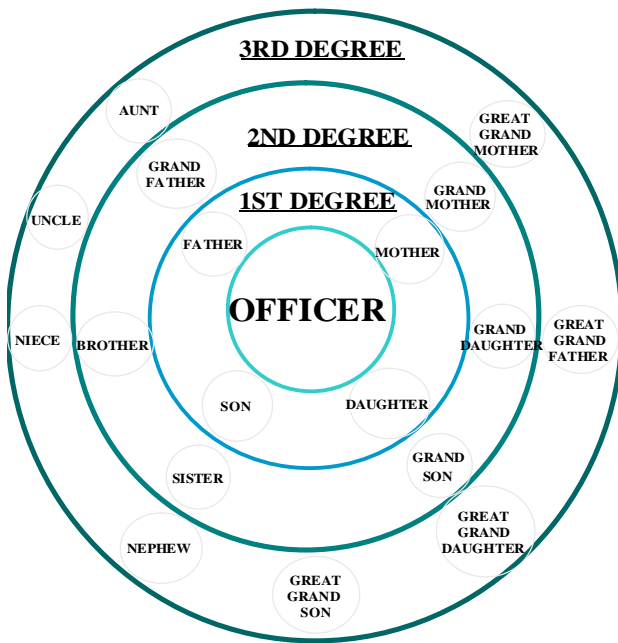 3RD DEGREE
AUNT
GREAT
GRAND
MOTHER
2ND DEGREE
GRAND
FATHER
GRAND
MOTHER
1ST DEGREE
UNCLE
FATHER
MOTHER
OFFICER
NIECE
BROTHER
GRAND
DAUGHTER
GREAT
GRAND
FATHER
SON
DAUGHTER
SISTER
GRAND
SON
NEPHEW
GREAT
GRAND
DAUGHTER
GREAT
GRAND
SON